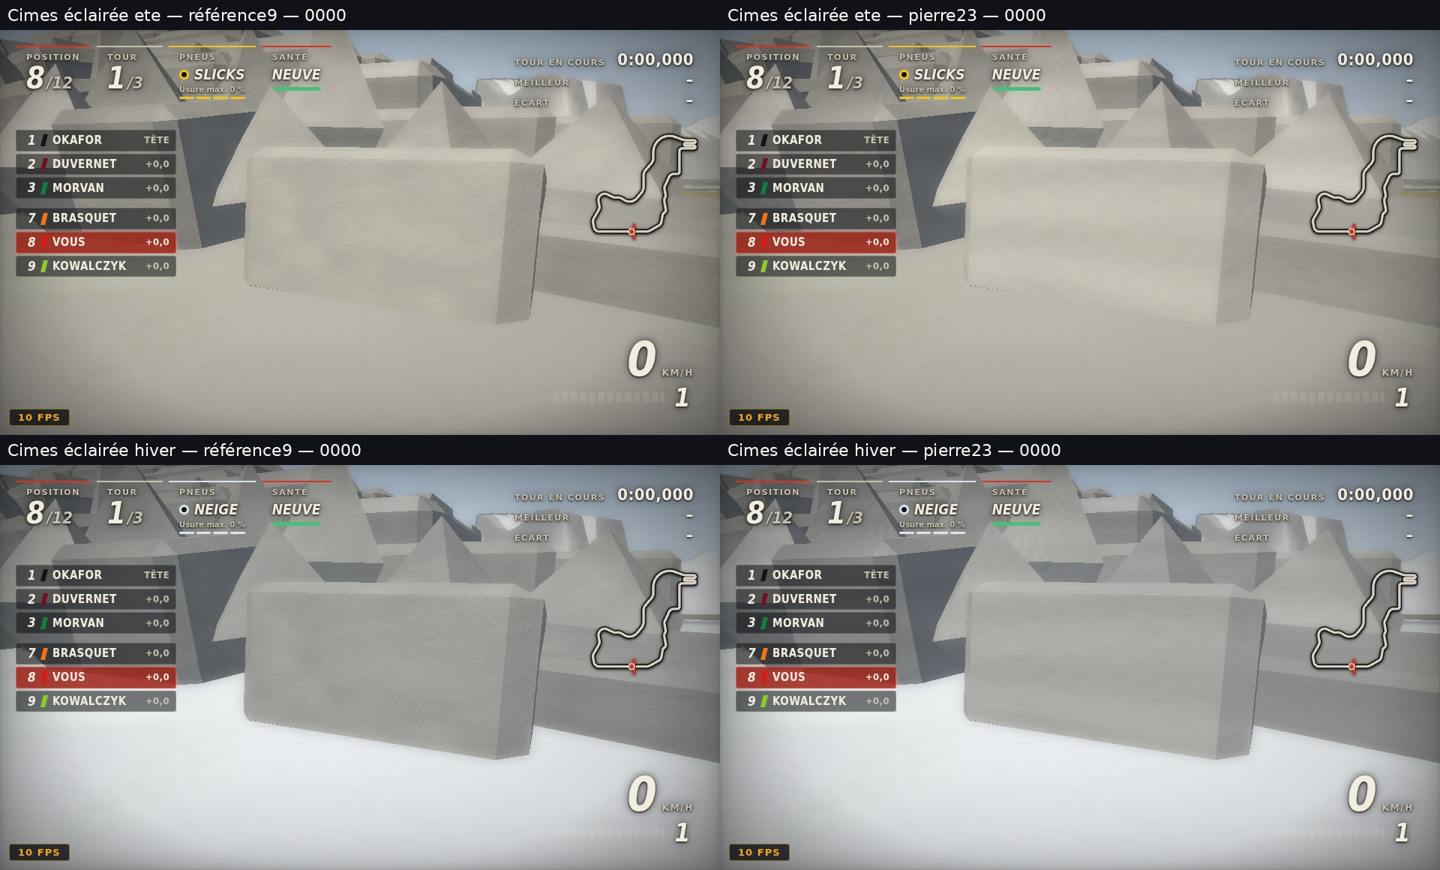 Cimes éclairée ete — référence9 — 0000
POSITION TOUR PNEUS SANTÉ
8/12 1/3 SLICKS NEUVE
Usure max. 0 %
TOUR EN COURS 0:00,000
MEILLEUR –
ÉCART –
1 OKAFOR TÊTE
2 DUVERNET +0,0
3 MORVAN +0,0
7 BRASQUET +0,0
8 VOUS +0,0
9 KOWALCZYK +0,0
0 KM/H
1
10 FPS
Cimes éclairée ete — pierre23 — 0000
POSITION TOUR PNEUS SANTÉ
8/12 1/3 SLICKS NEUVE
Usure max. 0 %
TOUR EN COURS 0:00,000
MEILLEUR –
ÉCART –
1 OKAFOR TÊTE
2 DUVERNET +0,0
3 MORVAN +0,0
7 BRASQUET +0,0
8 VOUS +0,0
9 KOWALCZYK +0,0
0 KM/H
1
10 FPS
Cimes éclairée hiver — référence9 — 0000
POSITION TOUR PNEUS SANTÉ
8/12 1/3 NEIGE NEUVE
Usure max. 0 %
TOUR EN COURS 0:00,000
MEILLEUR –
ÉCART –
1 OKAFOR TÊTE
2 DUVERNET +0,0
3 MORVAN +0,0
7 BRASQUET +0,0
8 VOUS +0,0
9 KOWALCZYK +0,0
0 KM/H
1
10 FPS
Cimes éclairée hiver — pierre23 — 0000
POSITION TOUR PNEUS SANTÉ
8/12 1/3 NEIGE NEUVE
Usure max. 0 %
TOUR EN COURS 0:00,000
MEILLEUR –
ÉCART –
1 OKAFOR TÊTE
2 DUVERNET +0,0
3 MORVAN +0,0
7 BRASQUET +0,0
8 VOUS +0,0
9 KOWALCZYK +0,0
0 KM/H
1
10 FPS